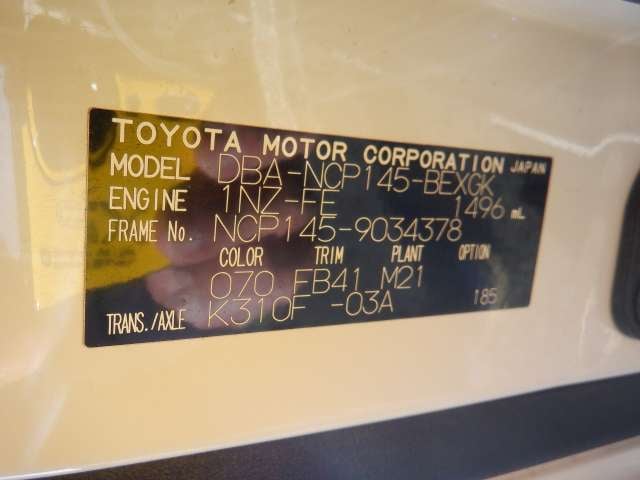 TOYOTA MOTOR CORPORATION JAPAN
MODEL DBA-NCP145-BEXGK
ENGINE 1NZ-FE 1496 mL
FRAME No. NCP145-9034378
COLOR TRIM PLANT OPTION
070 FB41 M21
TRANS./AXLE K310F -03A 185